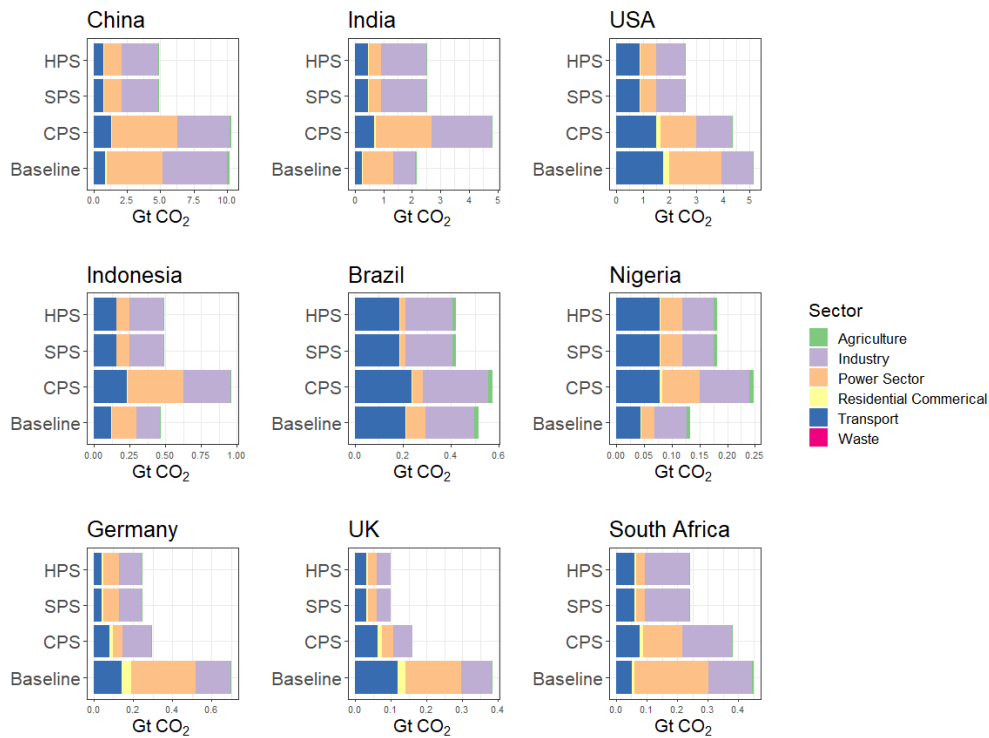 China
HPS
SPS
CPS
Baseline
0.0 2.5 5.0 7.5 10.0
Gt CO₂
India
HPS
SPS
CPS
Baseline
0 1 2 3 4 5
Gt CO₂
USA
HPS
SPS
CPS
Baseline
0 1 2 3 4 5
Gt CO₂
Indonesia
HPS
SPS
CPS
Baseline
0.00 0.25 0.50 0.75 1.00
Gt CO₂
Brazil
HPS
SPS
CPS
Baseline
0.0 0.2 0.4 0.6
Gt CO₂
Nigeria
HPS
SPS
CPS
Baseline
0.00 0.05 0.10 0.15 0.20 0.25
Gt CO₂
Sector
Agriculture
Industry
Power Sector
Residential Commerical
Transport
Waste
Germany
HPS
SPS
CPS
Baseline
0.0 0.2 0.4 0.6
Gt CO₂
UK
HPS
SPS
CPS
Baseline
0.0 0.1 0.2 0.3 0.4
Gt CO₂
South Africa
HPS
SPS
CPS
Baseline
0.0 0.1 0.2 0.3 0.4
Gt CO₂